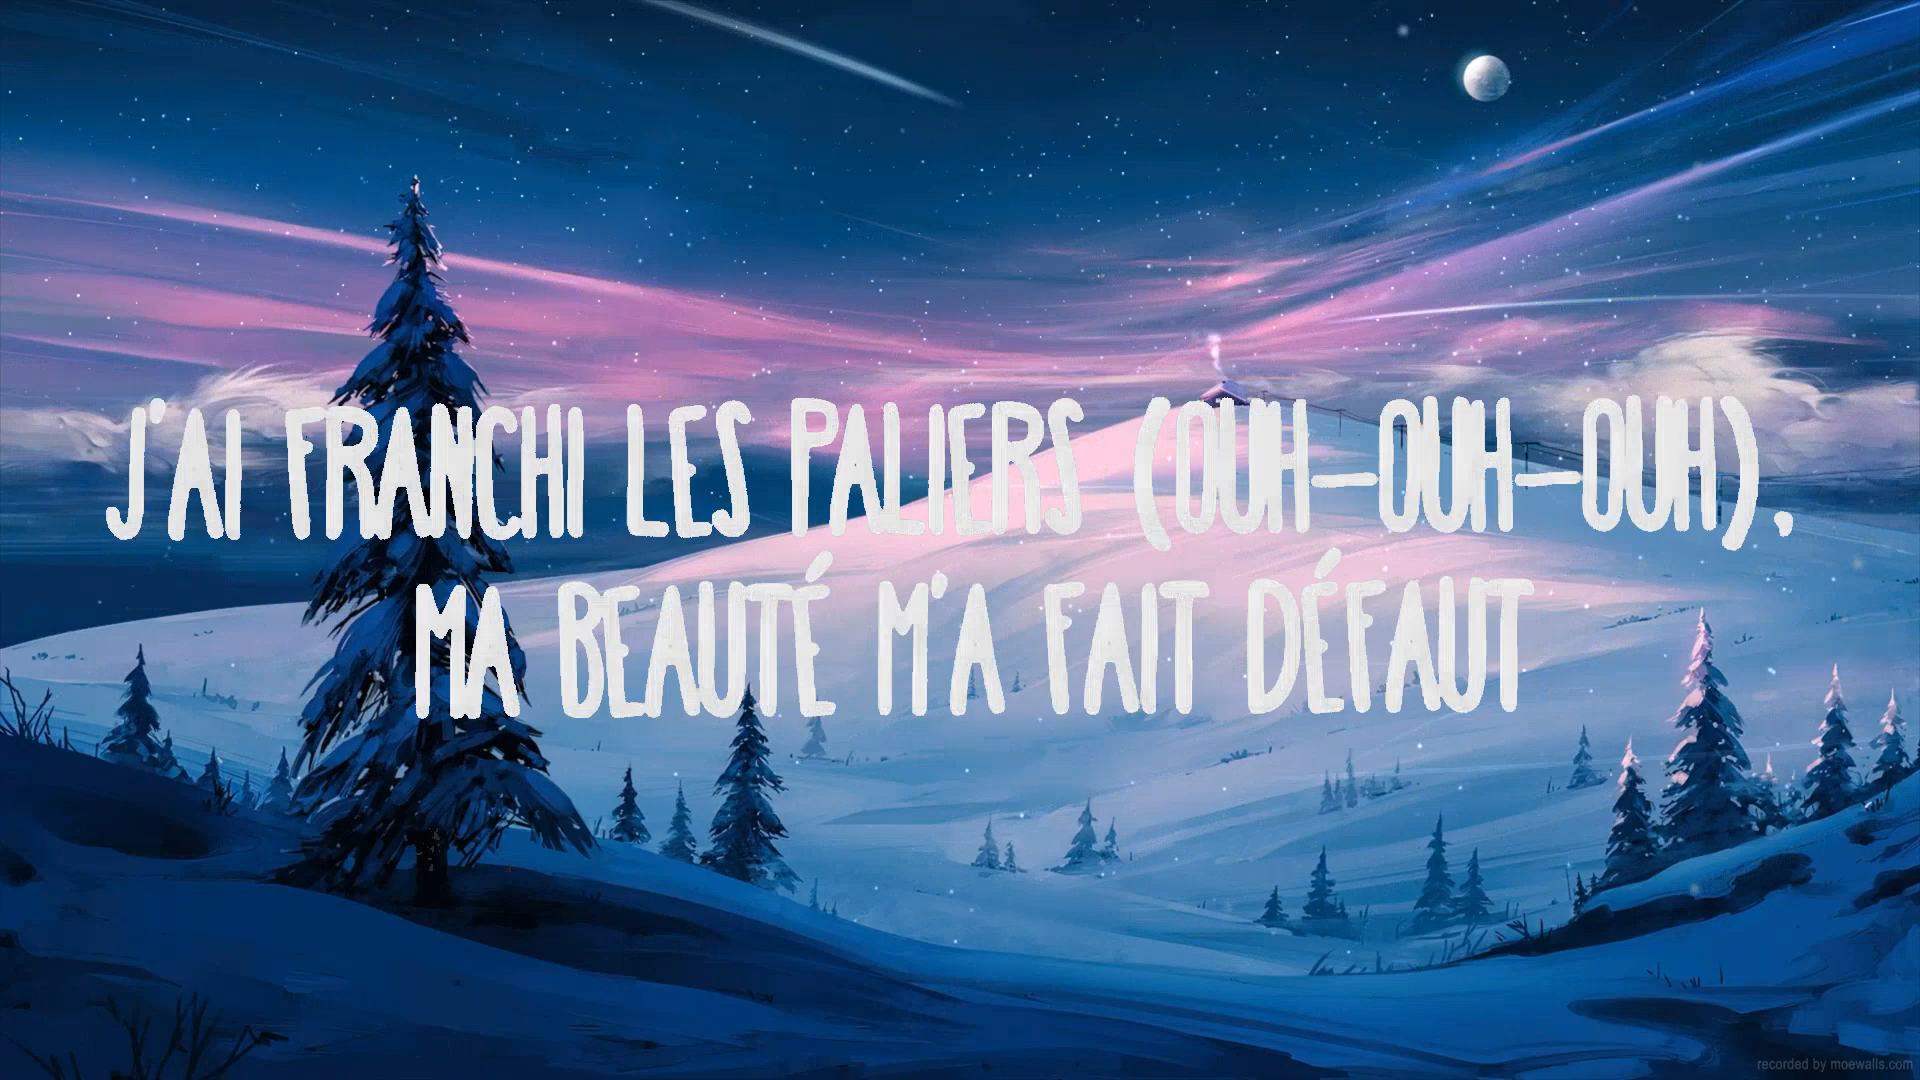 J'AI FRANCHI LES PALIERS (OUH-OUH-OUH),
MA BEAUTÉ M'A FAIT DÉFAUT
recorded by moewalls.com